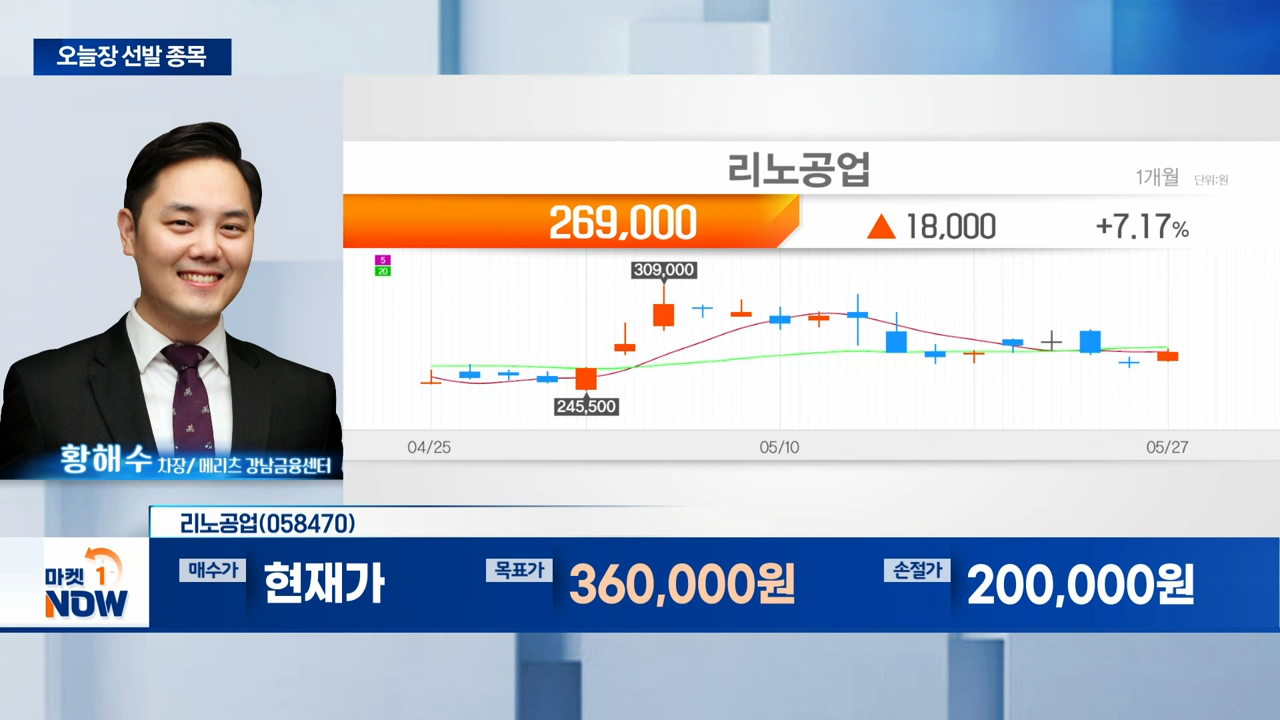 오늘장 선발 종목
리노공업
1개월 단위:원
269,000 ▲ 18,000 +7.17%
5
20
309,000
245,500
04/25 05/10 05/27
황해수 차장/ 메리츠 강남금융센터
리노공업(058470)
마켓 1
NOW
매수가 현재가 목표가 360,000원 손절가 200,000원